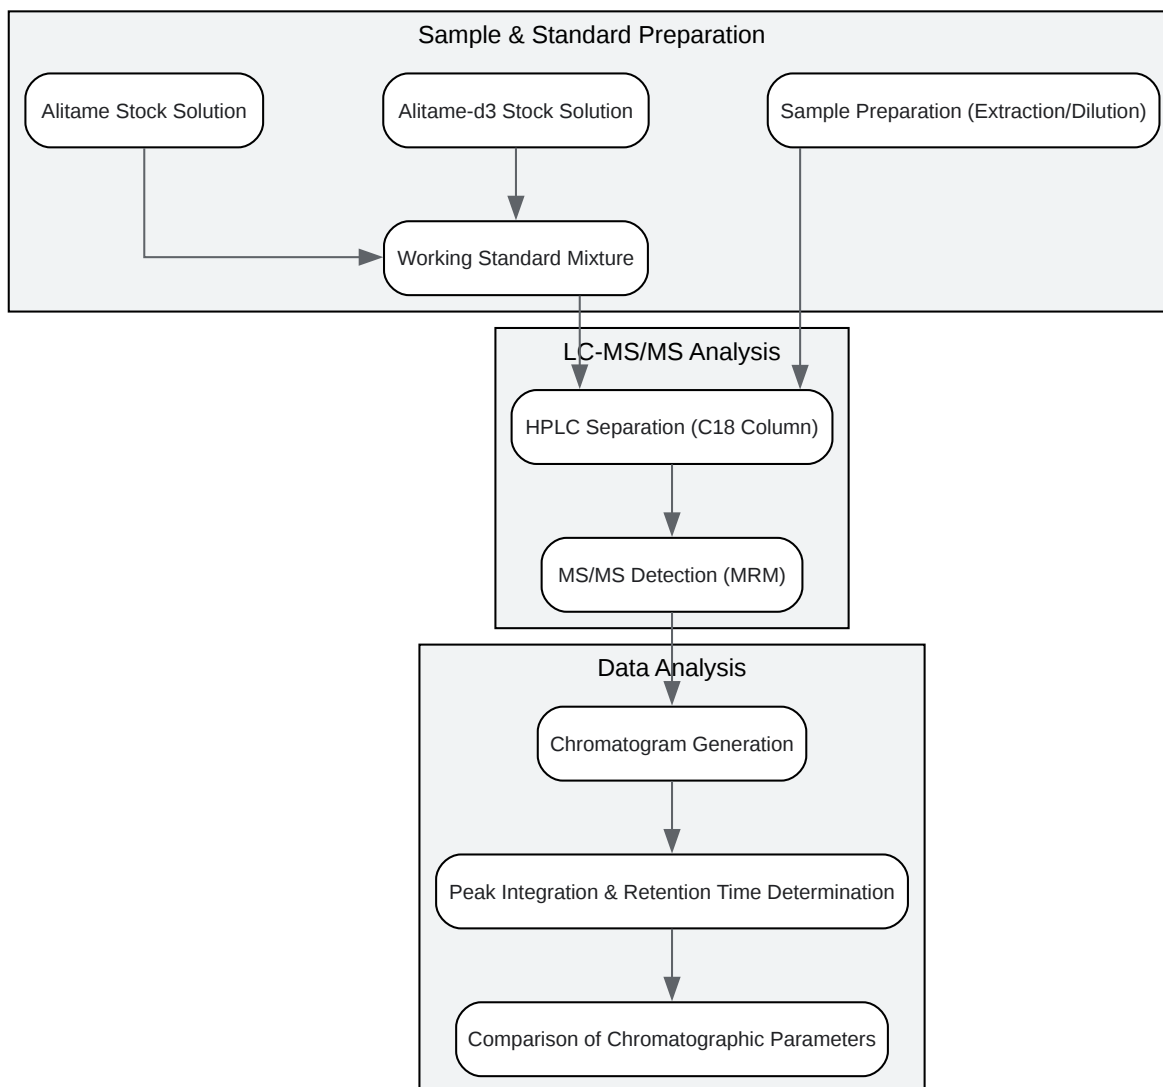 Sample & Standard Preparation
Alitame Stock Solution
Alitame-d3 Stock Solution
Sample Preparation (Extraction/Dilution)
Working Standard Mixture
LC-MS/MS Analysis
HPLC Separation (C18 Column)
MS/MS Detection (MRM)
Data Analysis
Chromatogram Generation
Peak Integration & Retention Time Determination
Comparison of Chromatographic Parameters